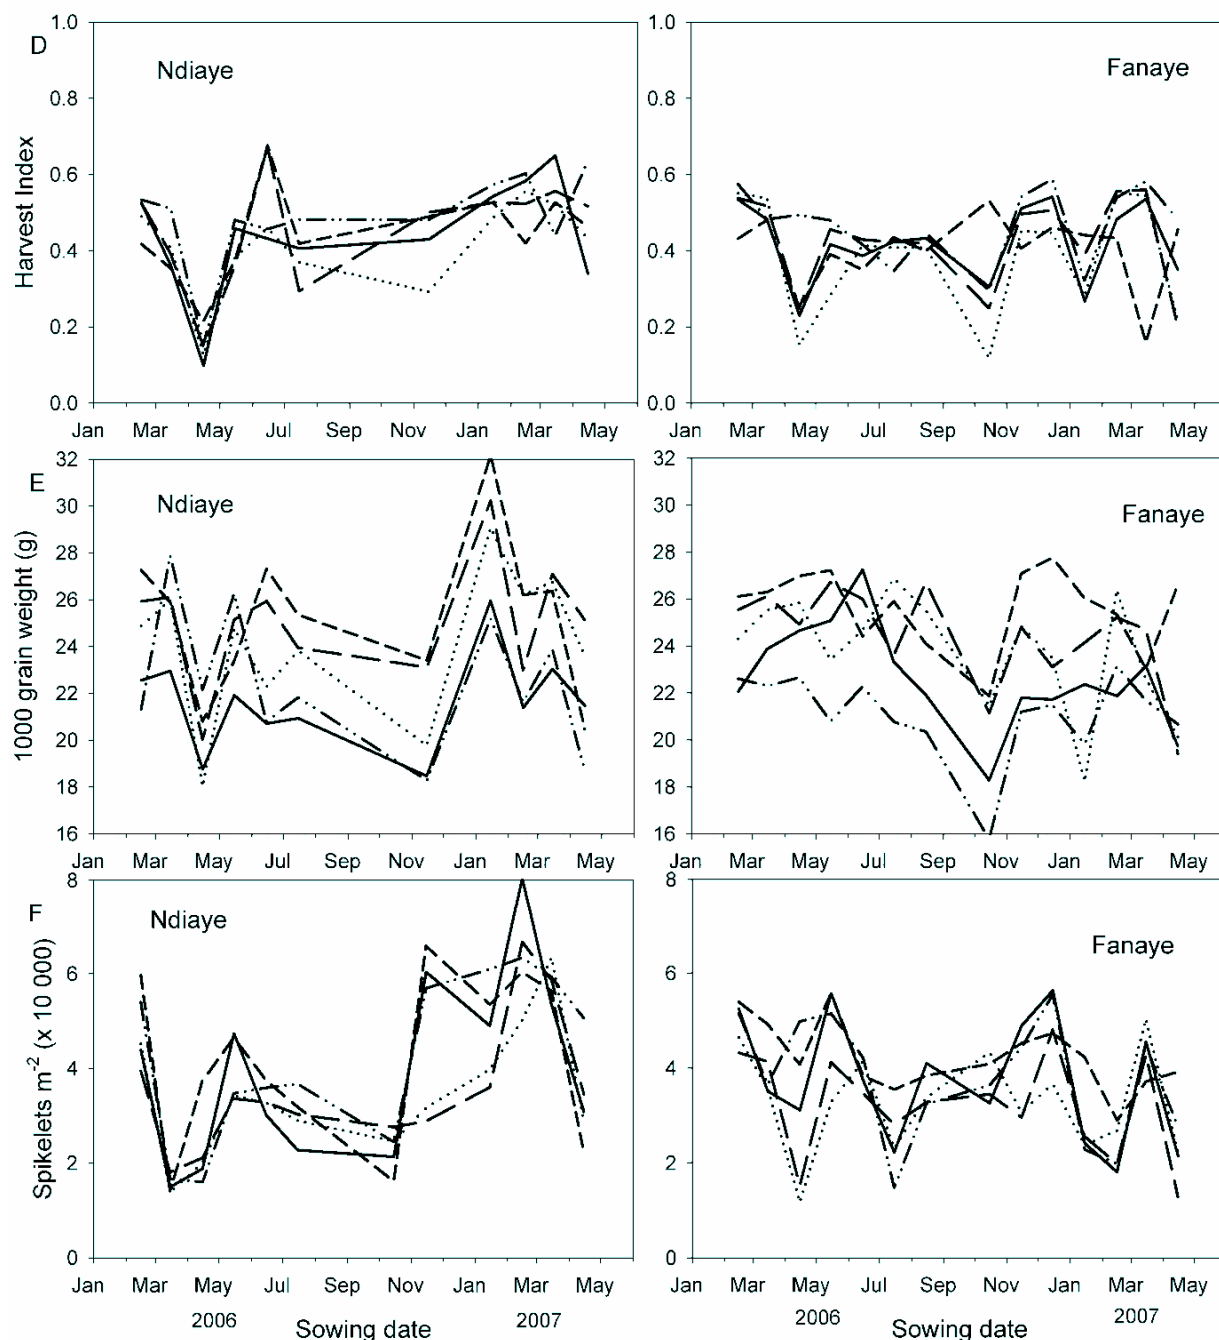 D
Ndiaye
Fanaye
Harvest Index
1.0
0.8
0.6
0.4
0.2
0.0
Jan Mar May Jul Sep Nov Jan Mar May
1.0
0.8
0.6
0.4
0.2
0.0
Jan Mar May Jul Sep Nov Jan Mar May
E
Ndiaye
Fanaye
1000 grain weight (g)
32
30
28
26
24
22
20
18
16
Jan Mar May Jul Sep Nov Jan Mar May
32
30
28
26
24
22
20
18
16
Jan Mar May Jul Sep Nov Jan Mar May
F
Ndiaye
Fanaye
Spikelets m-2 (x 10 000)
8
6
4
2
0
Jan Mar May Jul Sep Nov Jan Mar May
8
6
4
2
0
Jan Mar May Jul Sep Nov Jan Mar May
2006 2007
Sowing date
2006 2007
Sowing date